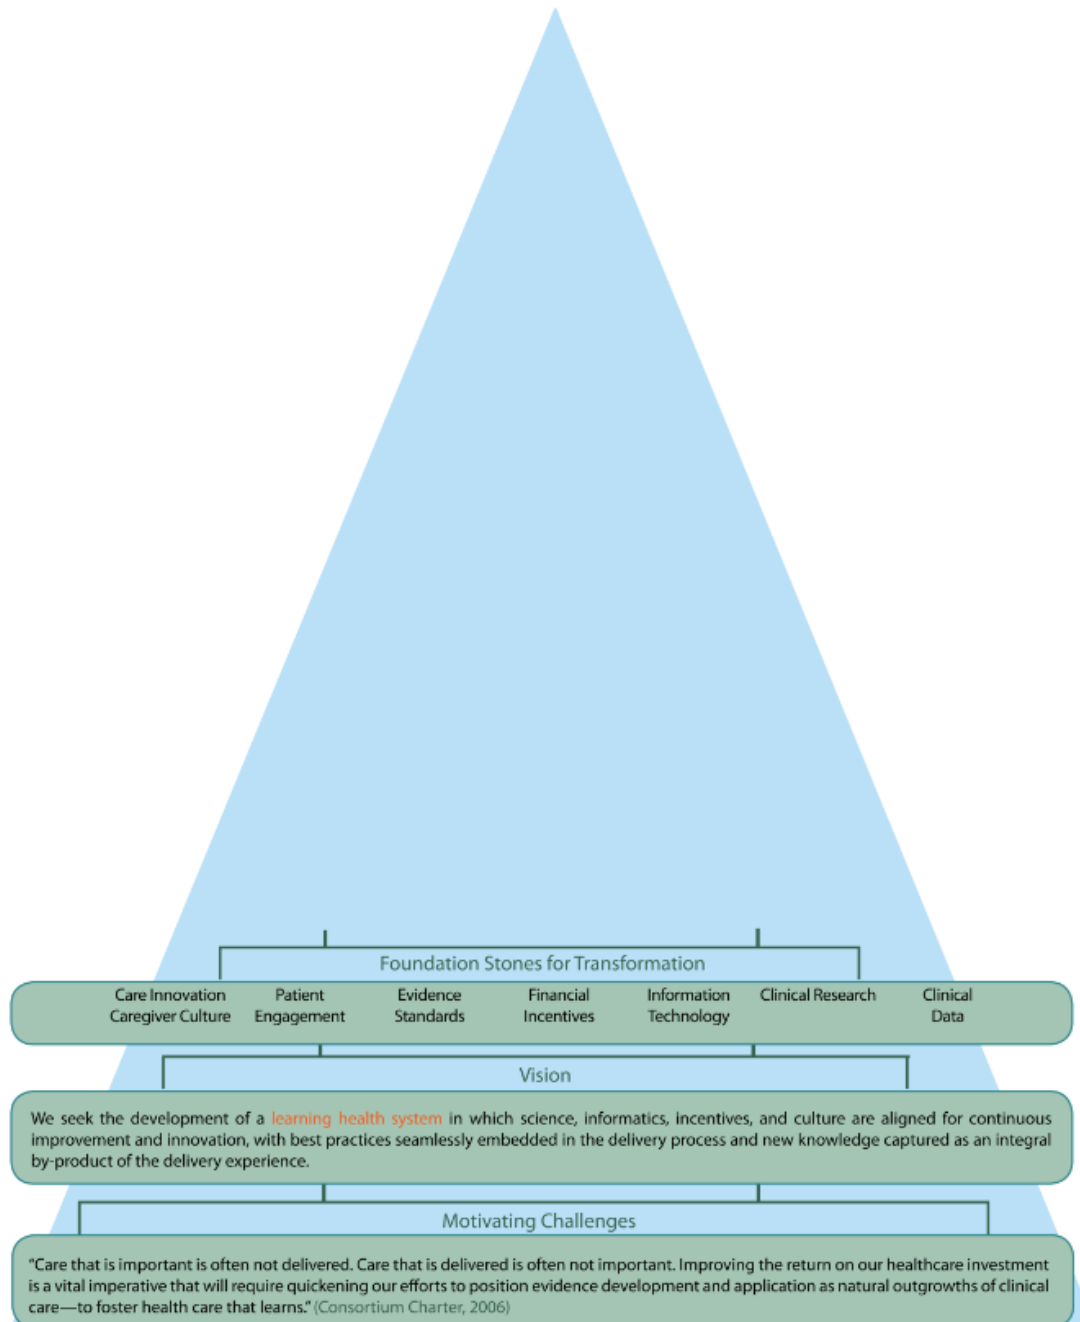 Foundation Stones for Transformation
Care Innovation Patient Evidence Financial Information Clinical Research Clinical
Caregiver Culture Engagement Standards Incentives Technology Data
Vision
We seek the development of a learning health system in which science, informatics, incentives, and culture are aligned for continuous
improvement and innovation, with best practices seamlessly embedded in the delivery process and new knowledge captured as an integral
by-product of the delivery experience.
Motivating Challenges
“Care that is important is often not delivered. Care that is delivered is often not important. Improving the return on our healthcare investment
is a vital imperative that will require quickening our efforts to position evidence development and application as natural outgrowths of clinical
care—to foster health care that learns.” (Consortium Charter, 2006)